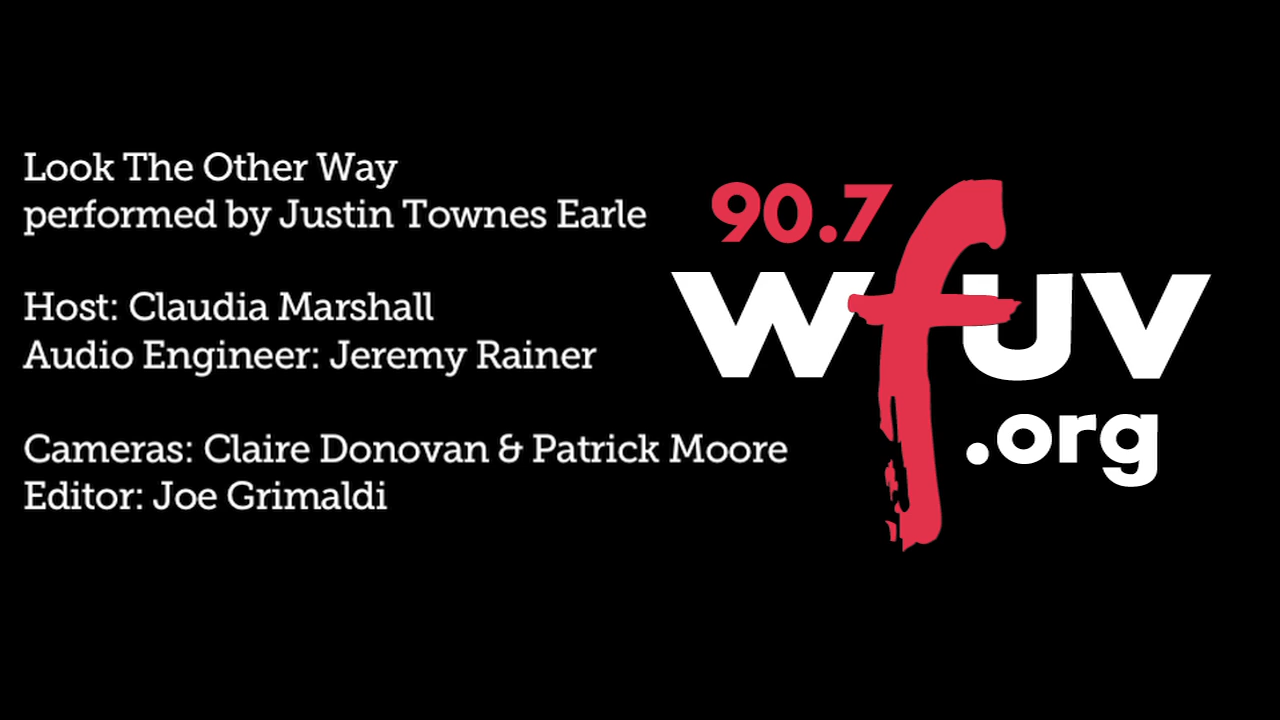 Look The Other Way
performed by Justin Townes Earle
Host: Claudia Marshall
Audio Engineer: Jeremy Rainer
Cameras: Claire Donovan & Patrick Moore
Editor: Joe Grimaldi
90.7
wfuv
.org